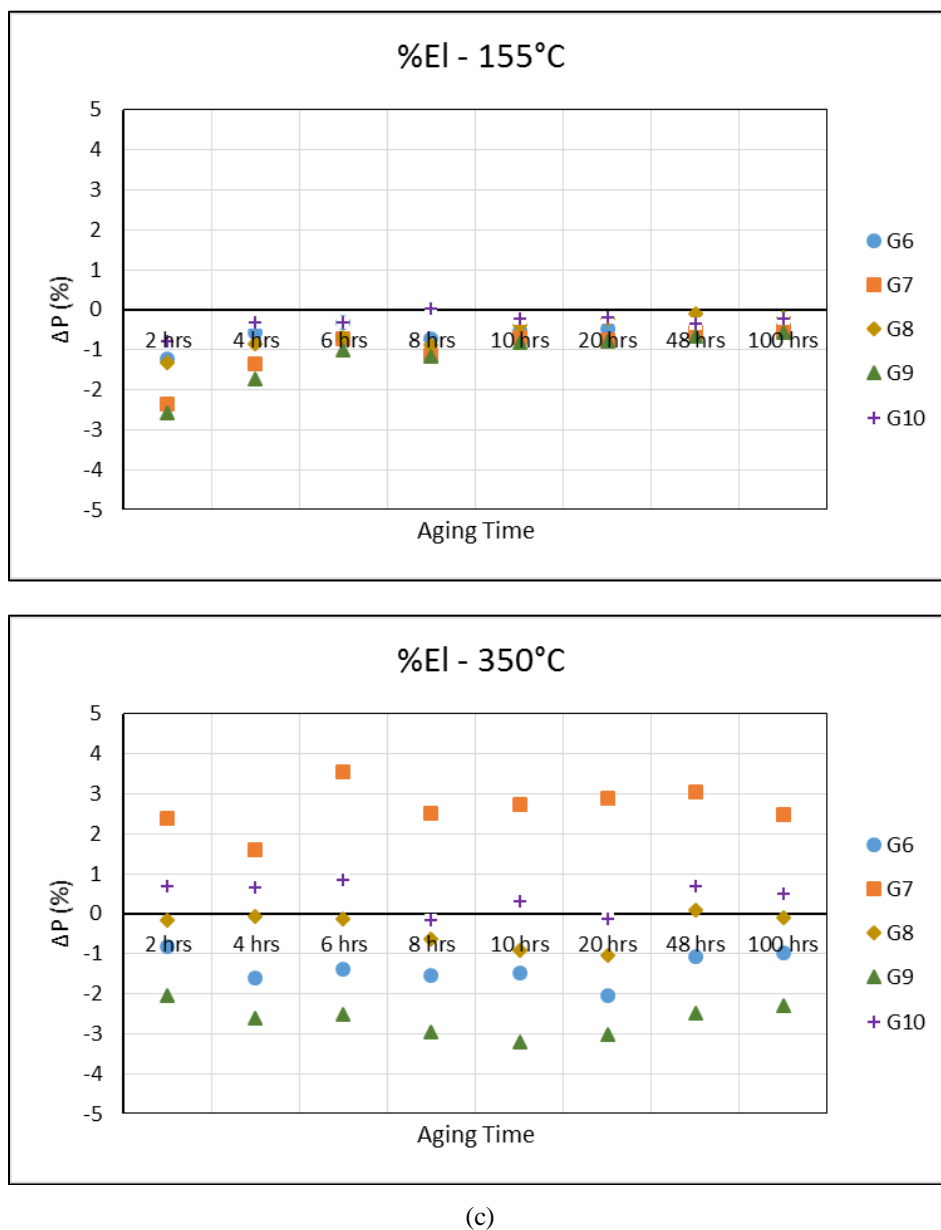 %El - 155°C
5
4
3
2
1
0
-1
-2
-3
-4
-5
ΔP (%)
2 hrs 4 hrs 6 hrs 8 hrs 10 hrs 20 hrs 48 hrs 100 hrs
Aging Time
G6
G7
G8
G9
G10
%El - 350°C
5
4
3
2
1
0
-1
-2
-3
-4
-5
ΔP (%)
2 hrs 4 hrs 6 hrs 8 hrs 10 hrs 20 hrs 48 hrs 100 hrs
Aging Time
G6
G7
G8
G9
G10
(c)